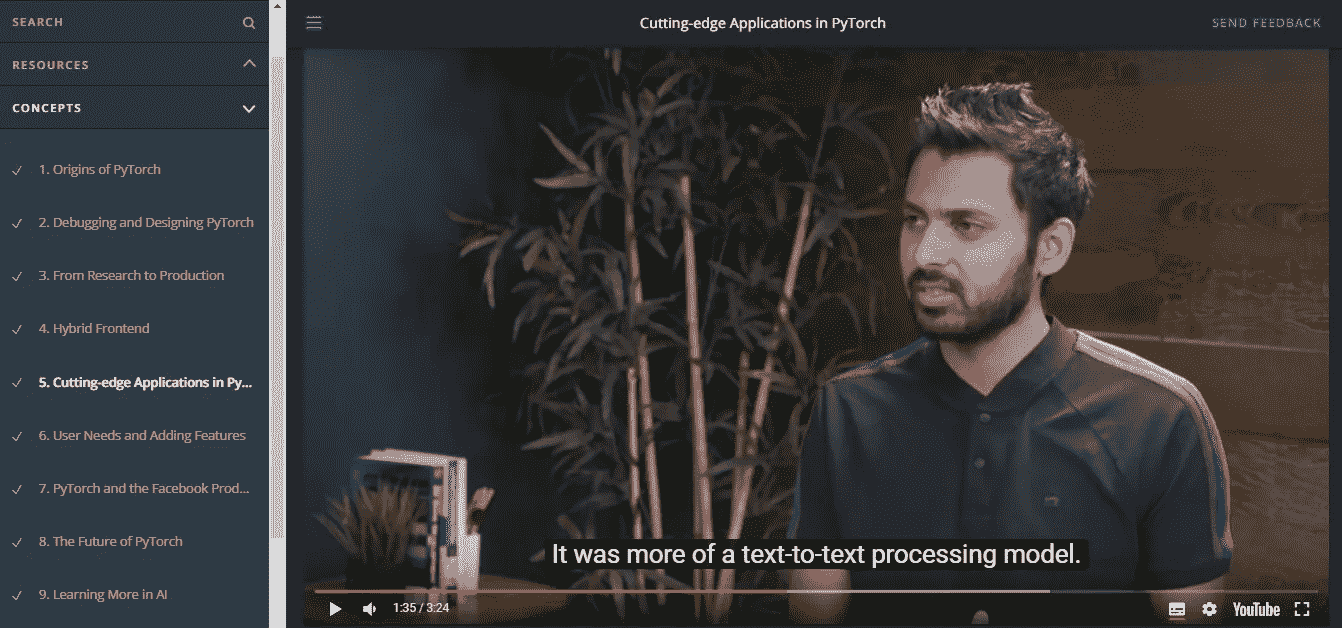 SEARCH
RESOURCES
CONCEPTS
1. Origins of PyTorch
2. Debugging and Designing PyTorch
3. From Research to Production
4. Hybrid Frontend
5. Cutting-edge Applications in Py...
6. User Needs and Adding Features
7. PyTorch and the Facebook Prod...
8. The Future of PyTorch
9. Learning More in AI
Cutting-edge Applications in PyTorch
SEND FEEDBACK
It was more of a text-to-text processing model.
1:35 / 3:24
YouTube